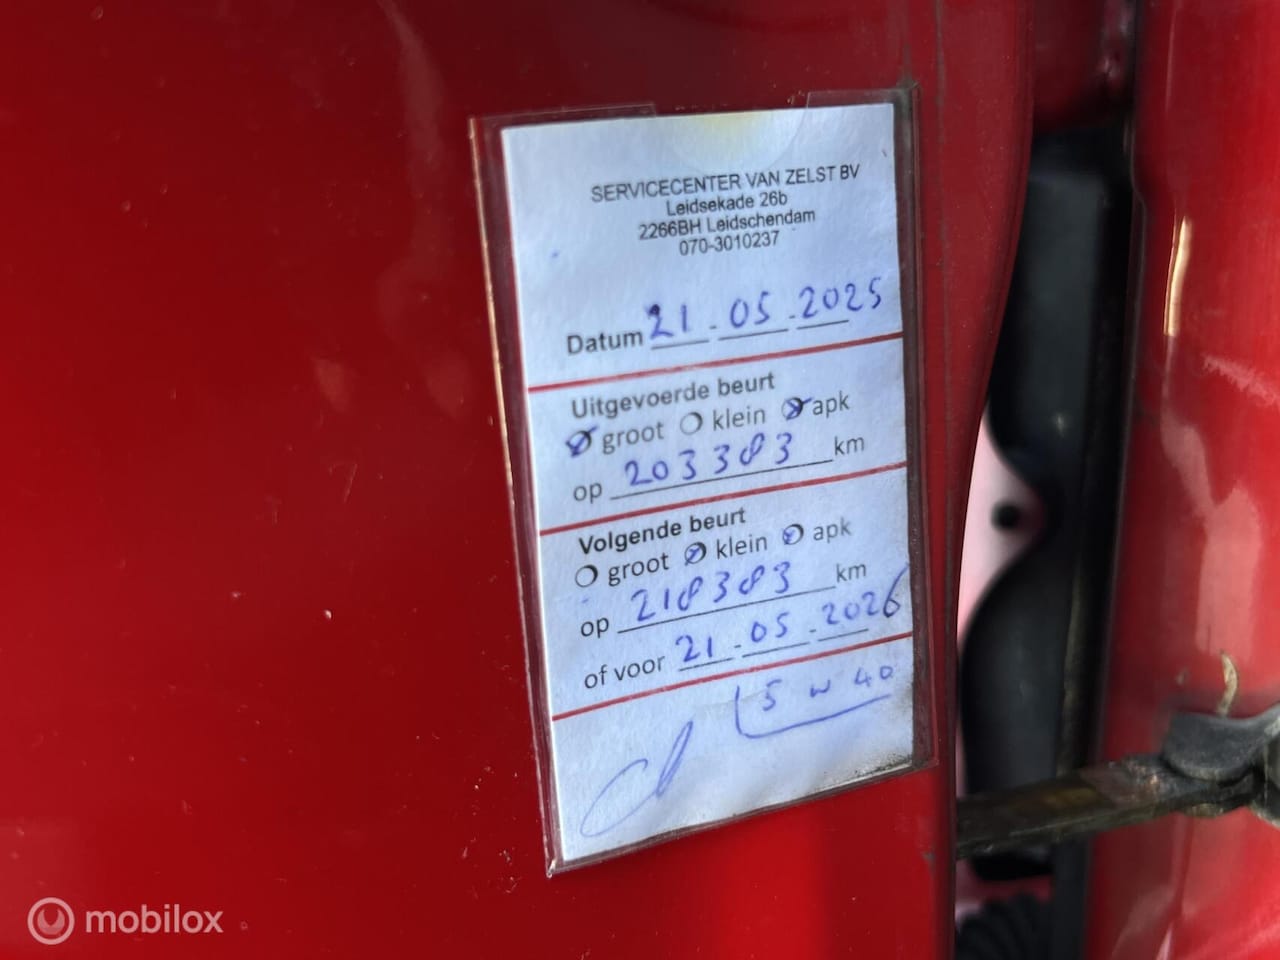 SERVICECENTER VAN ZELST BV
Leidsekade 26b
2266BH Leidschendam
070-3010237
Datum 21 - 05 - 2025
Uitgevoerde beurt
groot klein apk
op 203383 km
Volgende beurt
groot klein apk
op 218383 km
of voor 21 - 05 - 2026
5 w 40
mobilox